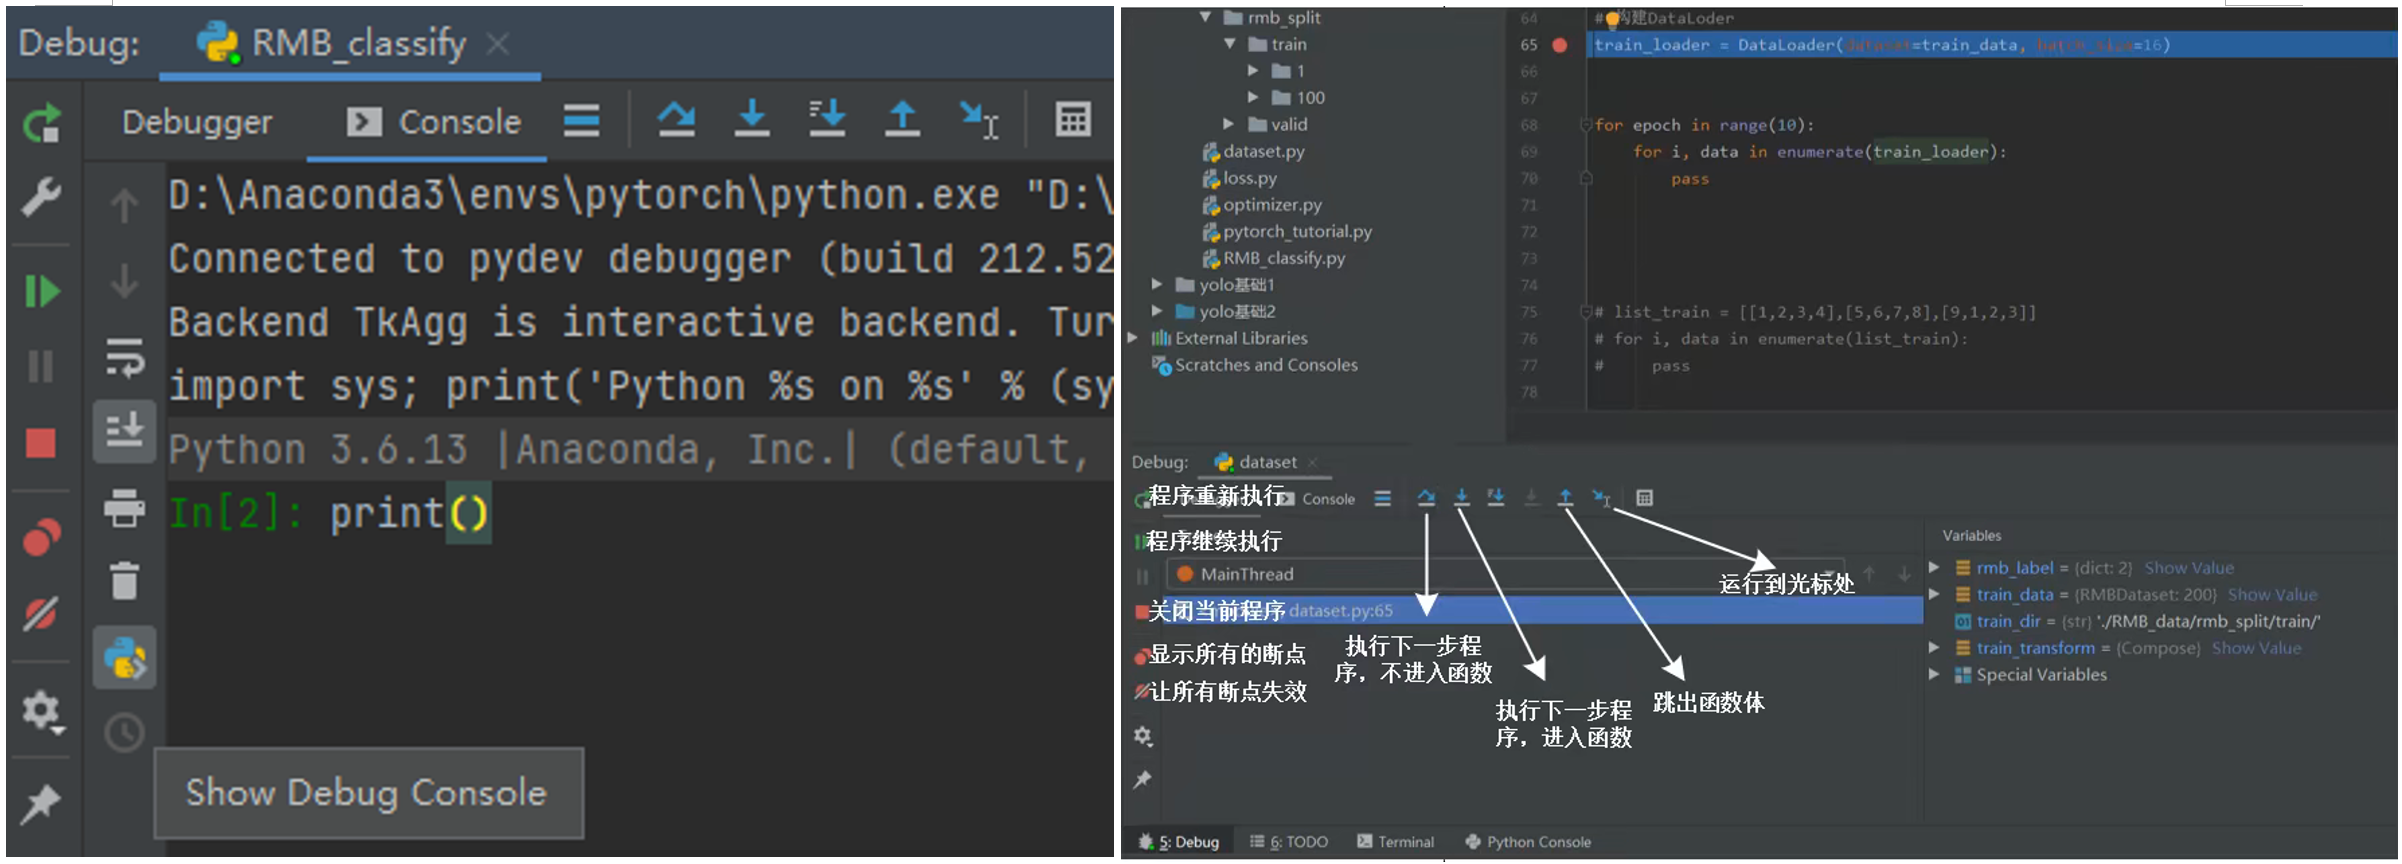 Debug: RMB_classify
Debugger Console
D:\Anaconda3\envs\pytorch\python.exe "D:\
Connected to pydev debugger (build 212.52
Backend TkAgg is interactive backend. Tur
import sys; print('Python %s on %s' % (sy
Python 3.6.13 |Anaconda, Inc.| (default,
In[2]: print()
Show Debug Console
rmb_split
train
1
100
valid
dataset.py
loss.py
optimizer.py
pytorch_tutorial.py
RMB_classify.py
yolo基础1
yolo基础2
External Libraries
Scratches and Consoles
64 #构建DataLoder
65 train_loader = DataLoader(dataset=train_data, batch_size=16)
66
67
68 for epoch in range(10):
69 for i, data in enumerate(train_loader):
70 pass
71
72
73
74
75 # list_train = [[1,2,3,4],[5,6,7,8],[9,1,2,3]]
76 # for i, data in enumerate(list_train):
77 # pass
78
Debug: dataset
程序重新执行 Console
程序继续执行
MainThread
关闭当前程序 dataset.py:65
显示所有的断点
让所有断点失效
执行下一步程
序，不进入函数
执行下一步程
序，进入函数
跳出函数体
运行到光标处
Variables
rmb_label = {dict: 2} Show Value
train_data = {RMBDataset: 200} Show Value
train_dir = {str} './RMB_data/rmb_split/train/'
train_transform = {Compose} Show Value
Special Variables
5: Debug 6: TODO Terminal Python Console